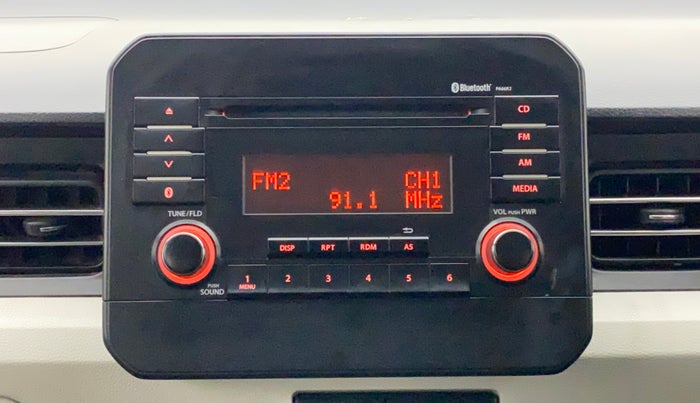 Bluetooth PA06R2
CD
FM
AM
MEDIA
FM2 CH1
91.1 MHz
TUNE/FLD
VOL PUSH PWR
DISP RPT RDM AS
PUSH
SOUND
1 2 3 4 5 6
MENU